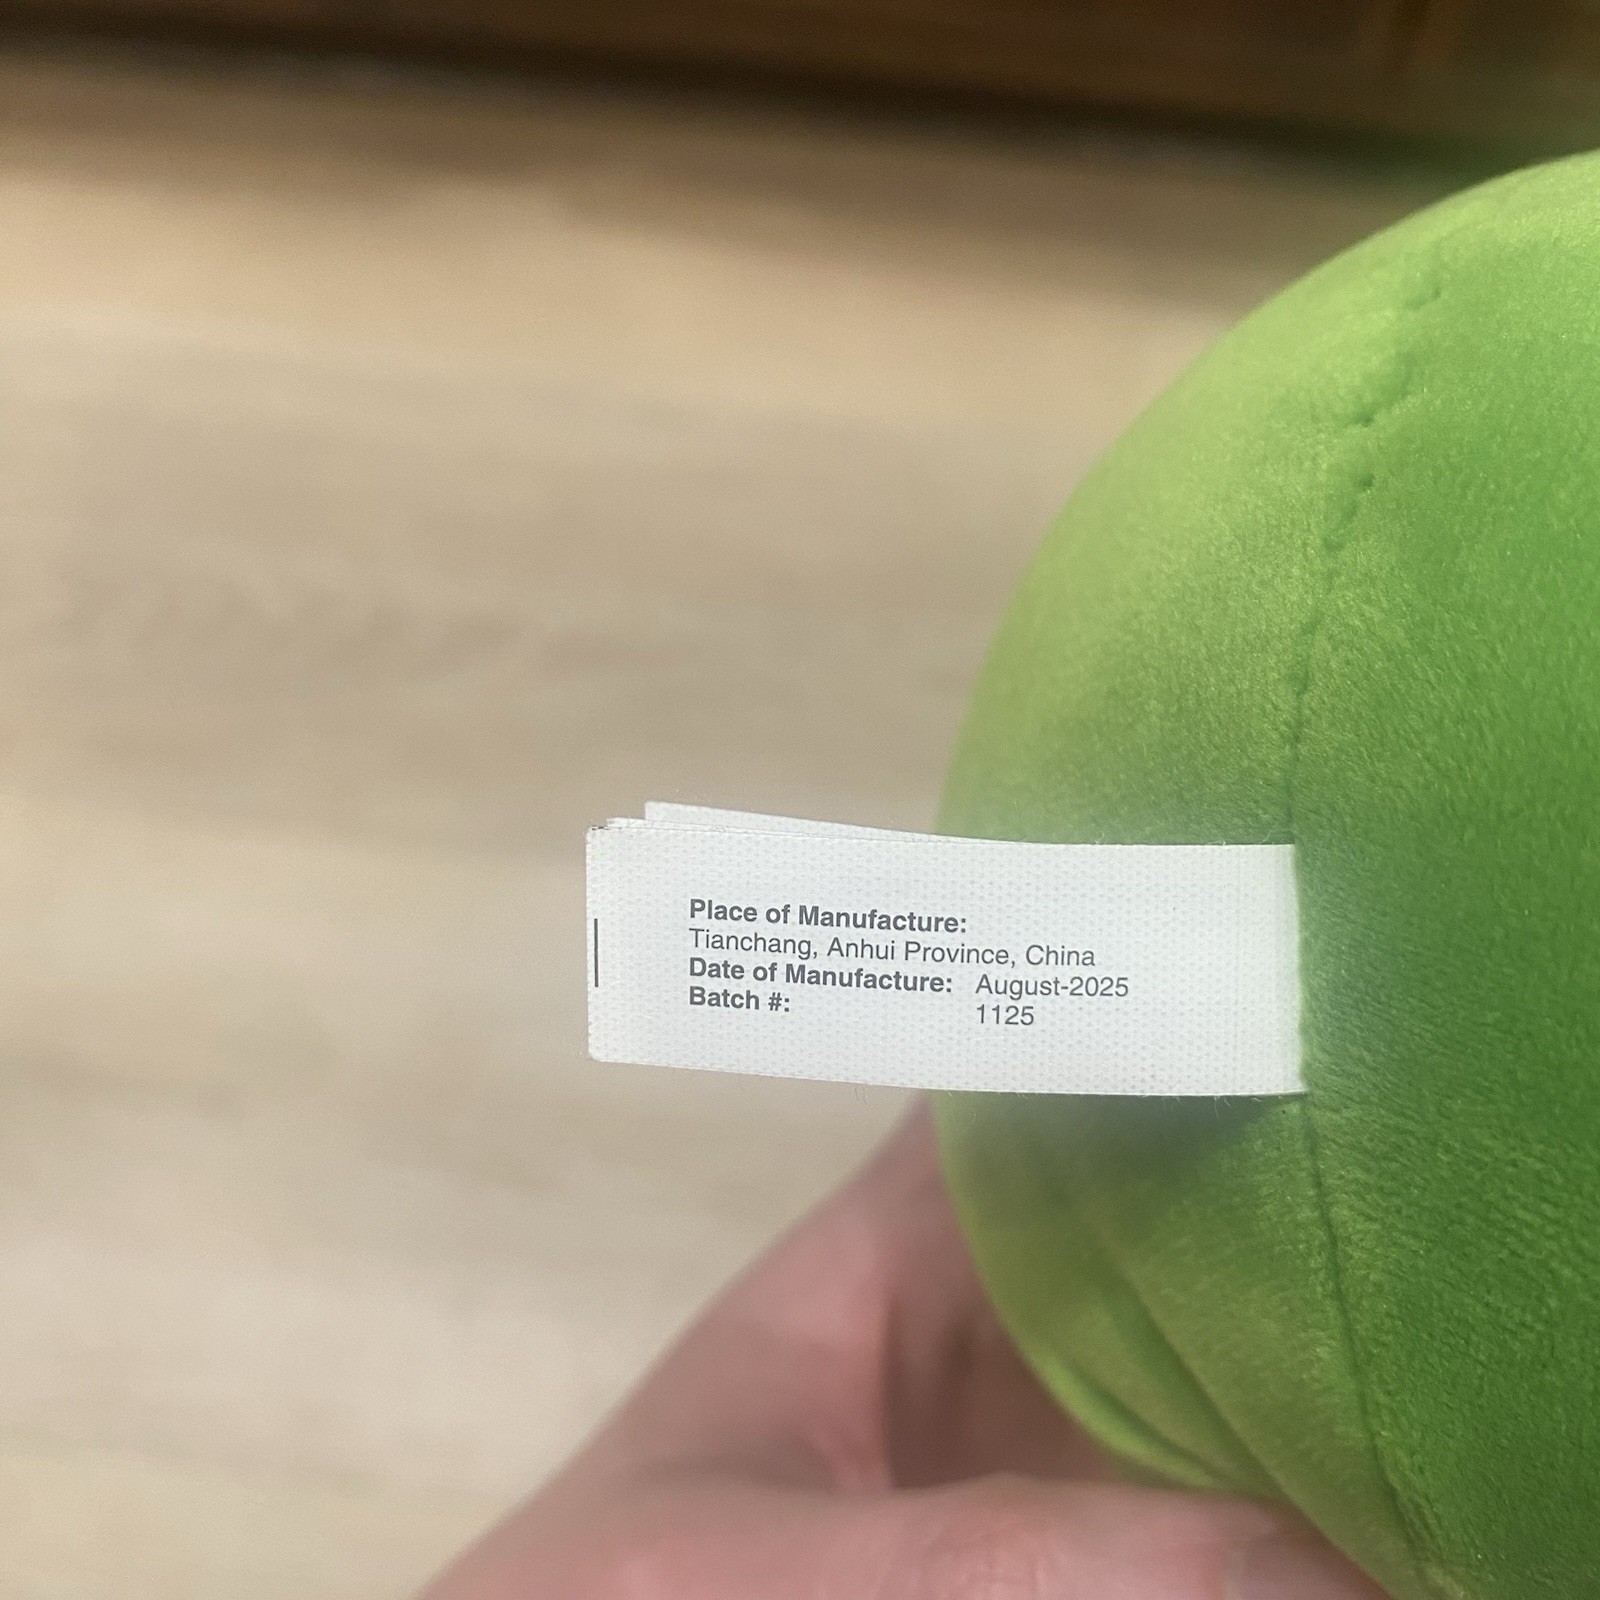 Place of Manufacture:
Tianchang, Anhui Province, China
Date of Manufacture: August-2025
Batch #: 1125